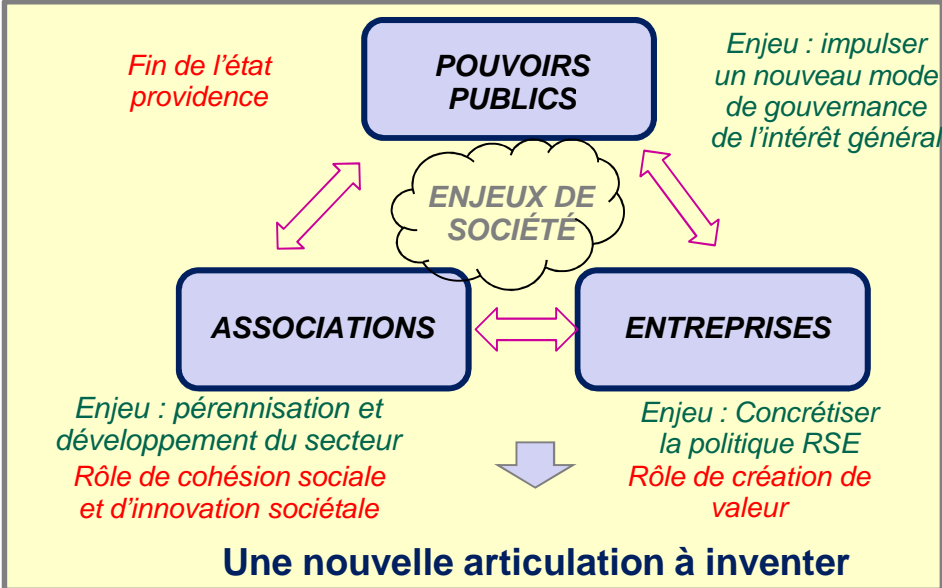 Fin de l'état
providence
POUVOIRS
PUBLICS
Enjeu : impulser
un nouveau mode
de gouvernance
de l'intérêt général
ENJEUX DE
SOCIÉTÉ
ASSOCIATIONS
ENTREPRISES
Enjeu : pérennisation et
développement du secteur
Rôle de cohésion sociale
et d'innovation sociétale
Enjeu : Concrétiser
la politique RSE
Rôle de création de
valeur
Une nouvelle articulation à inventer